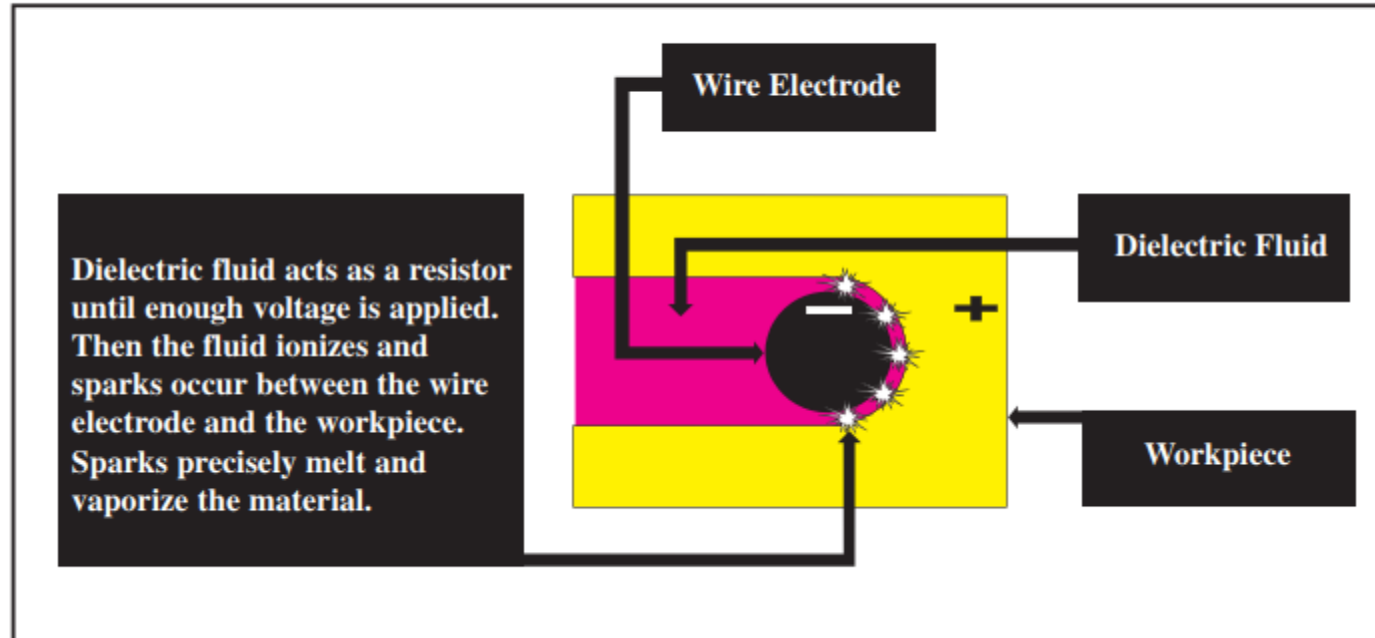 Wire Electrode
Dielectric Fluid
Dielectric fluid acts as a resistor
until enough voltage is applied.
Then the fluid ionizes and
sparks occur between the wire
electrode and the workpiece.
Sparks precisely melt and
vaporize the material.
−
+
Workpiece